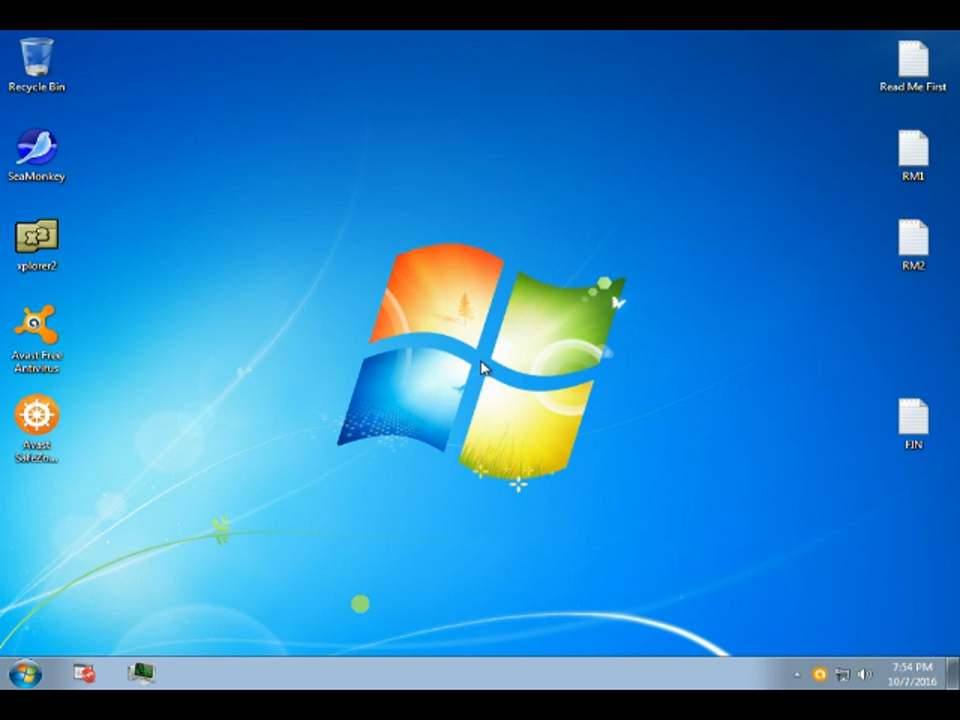 Recycle Bin
SeaMonkey
xplorer2
Avast Free
Antivirus
Avast
SafeZo...
Read Me First
RM1
RM2
FIN
7:54 PM
10/7/2016